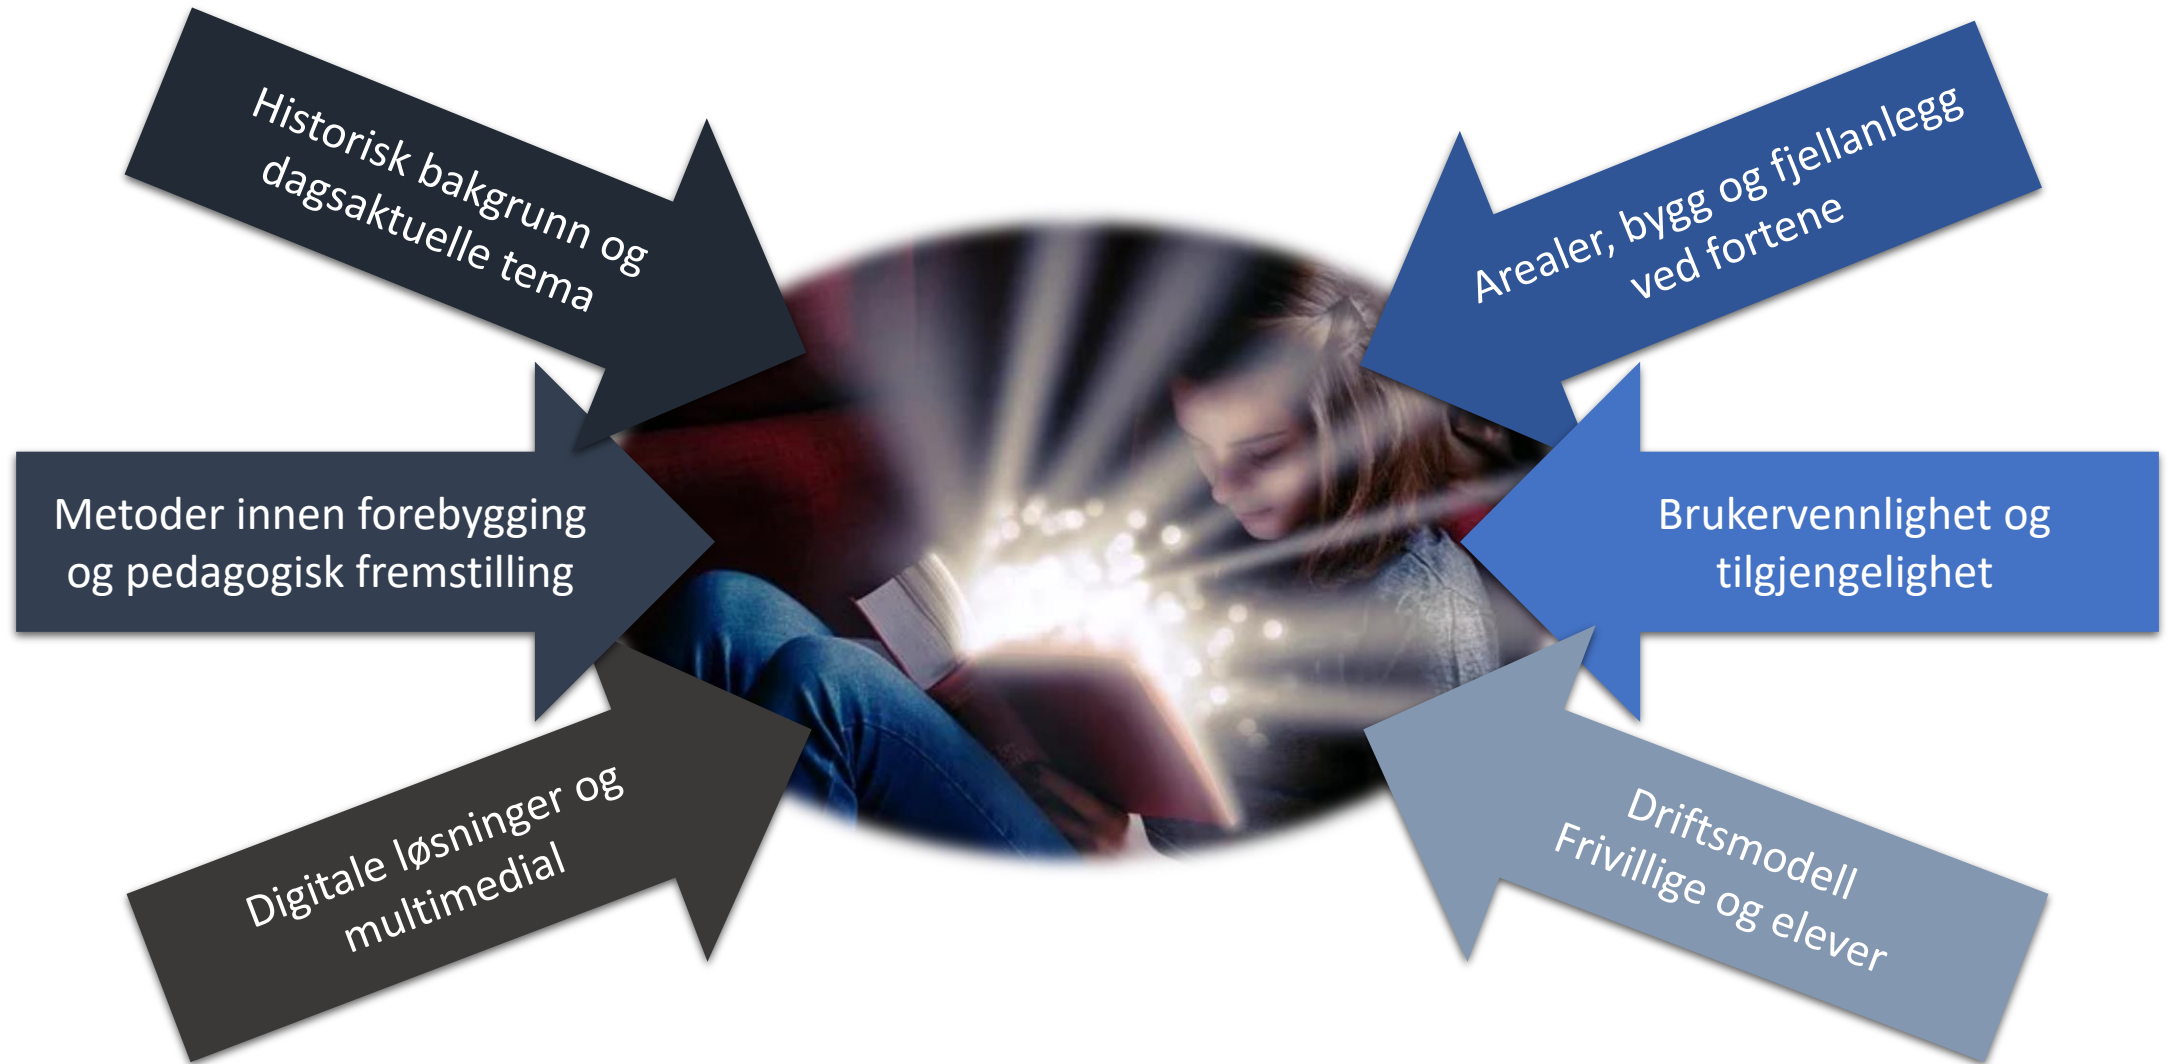 Historisk bakgrunn og
dagsaktuelle tema
Metoder innen forebygging
og pedagogisk fremstilling
Digitale løsninger og
multimedial
Arealer, bygg og fjellanlegg
ved fortene
Brukervennlighet og
tilgjengelighet
Driftsmodell
Frivillige og elever